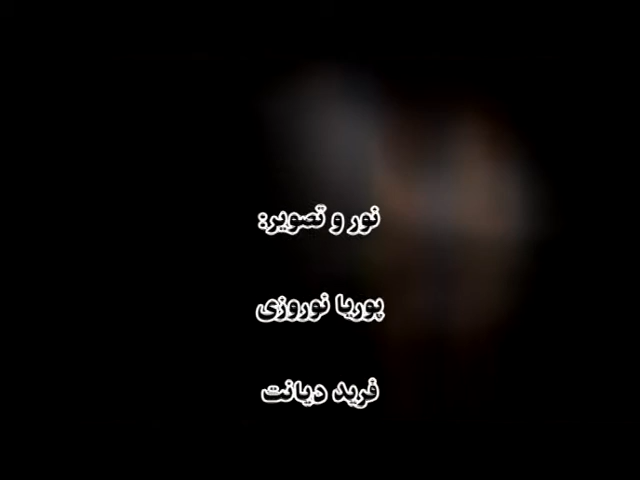 نور و تصویر:
پوریا نوروزی
فرید دیانت